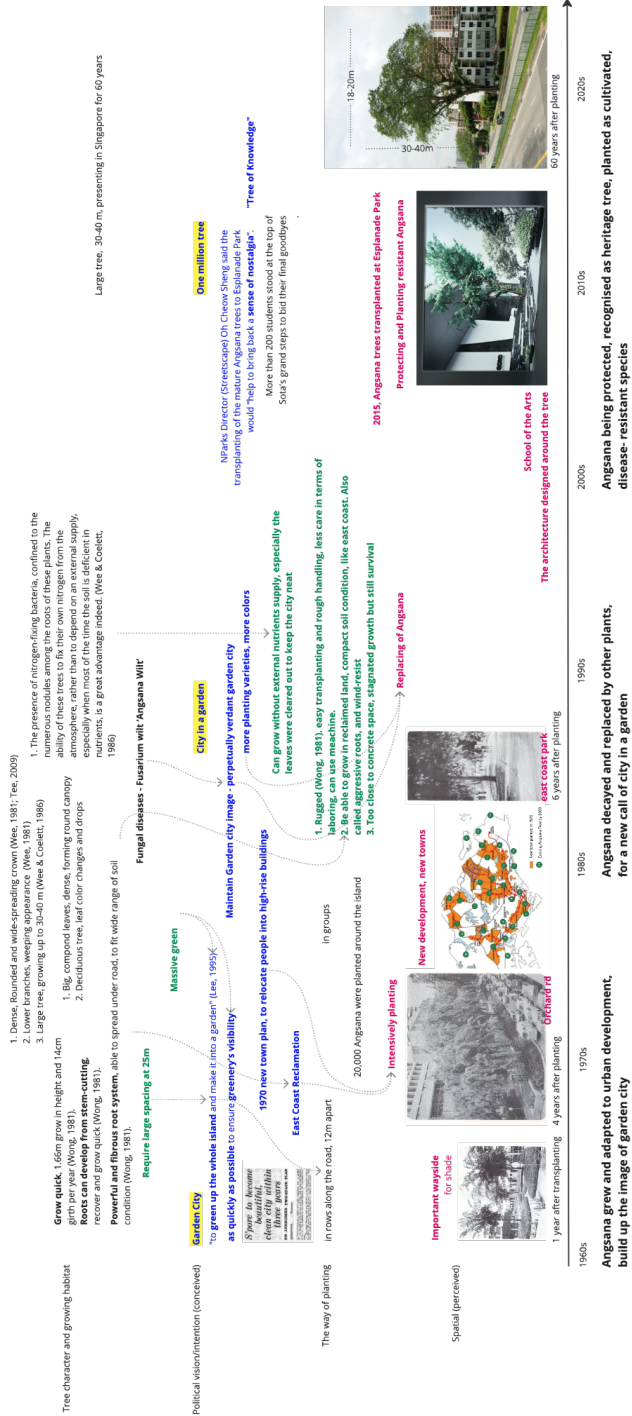 Tree character and growing habitat
Grow quick, 1.66m grow in height and 14cm
girth per year (Wong, 1981).
Roots can develop from stem-cutting,
recover and grow quick (Wong, 1981).
Powerful and fibrous root system, able to spread under road, to fit wide range of soil
condition (Wong, 1981).
1. Dense, Rounded and wide-spreading crown (Wee, 1981; Tee, 2009)
2. Lower branches, weeping appearance (Wee, 1981)
3. Large tree, growing up to 30-40 m (Wee & Coelett, 1986)
1. Big, compond leaves, dense, forming round canopy
2. Deciduous tree, leaf color changes and drops
1. The presence of nitrogen-fixing bacteria, confined to the
numerous nodules among the roots of these plants. The
ability of these trees to fix their own nitrogen from the
atmosphere, rather than to depend on an external supply,
especially when most of the time the soil is deficient in
nutrients, is a great advantage indeed. (Wee & Coelett,
1986)
Large tree, 30-40 m, presenting in Singapore for 60 years
Require large spacing at 25m
Massive green
Fungal diseases - Fusarium wilt 'Angsana Wilt'
Political vision/intention (conceived)
Garden City
"to green up the whole island and make it into a garden" (Lee, 1995)
as quickly as possible to ensure greenery's visibility
S'pore to become
beautiful,
clean city within
three years
1970 new town plan, to relocate people into high-rise buildings
East Coast Reclamation
City in a garden
Maintain Garden city image - perpetually verdant garden city
more planting varieties, more colors
One million tree
NParks Director (Streetscape) Oh Cheow Sheng said the
transplanting of the mature Angsana trees to Esplanade Park
would "help to bring back a sense of nostalgia".
"Tree of Knowledge"
More than 200 students stood at the top of
Sota's grand steps to bid their final goodbyes
.
Can grow without external nutrients supply, especially the
leaves were cleared out to keep the city neat
The way of planting
in rows along the road, 12m apart
in groups
20,000 Angsana were planted around the island
1. Rugged (Wong, 1981). easy transplanting and rough handling, less care in terms of
laboring, can use meachine.
2. Be able to grow in reclaimed land, compact soil condition, like east coast. Also
called aggressive roots, and wind-resist
3. Too close to concrete space, stagnated growth but still survival
Intensively planting
Replacing of Angsana
2015, Angsana trees transplanted at Esplanade Park
Protecting and Planting resistant Angsana
Spatial (perceived)
Important wayside
for shade
1 year after transplanting
Orchard rd
4 years after planting
New development, new towns
east coast park
6 years after planting
School of the Arts
The architecture designed around the tree
18-20m
30-40m
60 years after planting
1960s
1970s
1980s
1990s
2000s
2010s
2020s
Angsana grew and adapted to urban development,
build up the image of garden city
Angsana decayed and replaced by other plants,
for a new call of city in a garden
Angsana being protected, recognised as heritage tree, planted as cultivated,
disease- resistant species